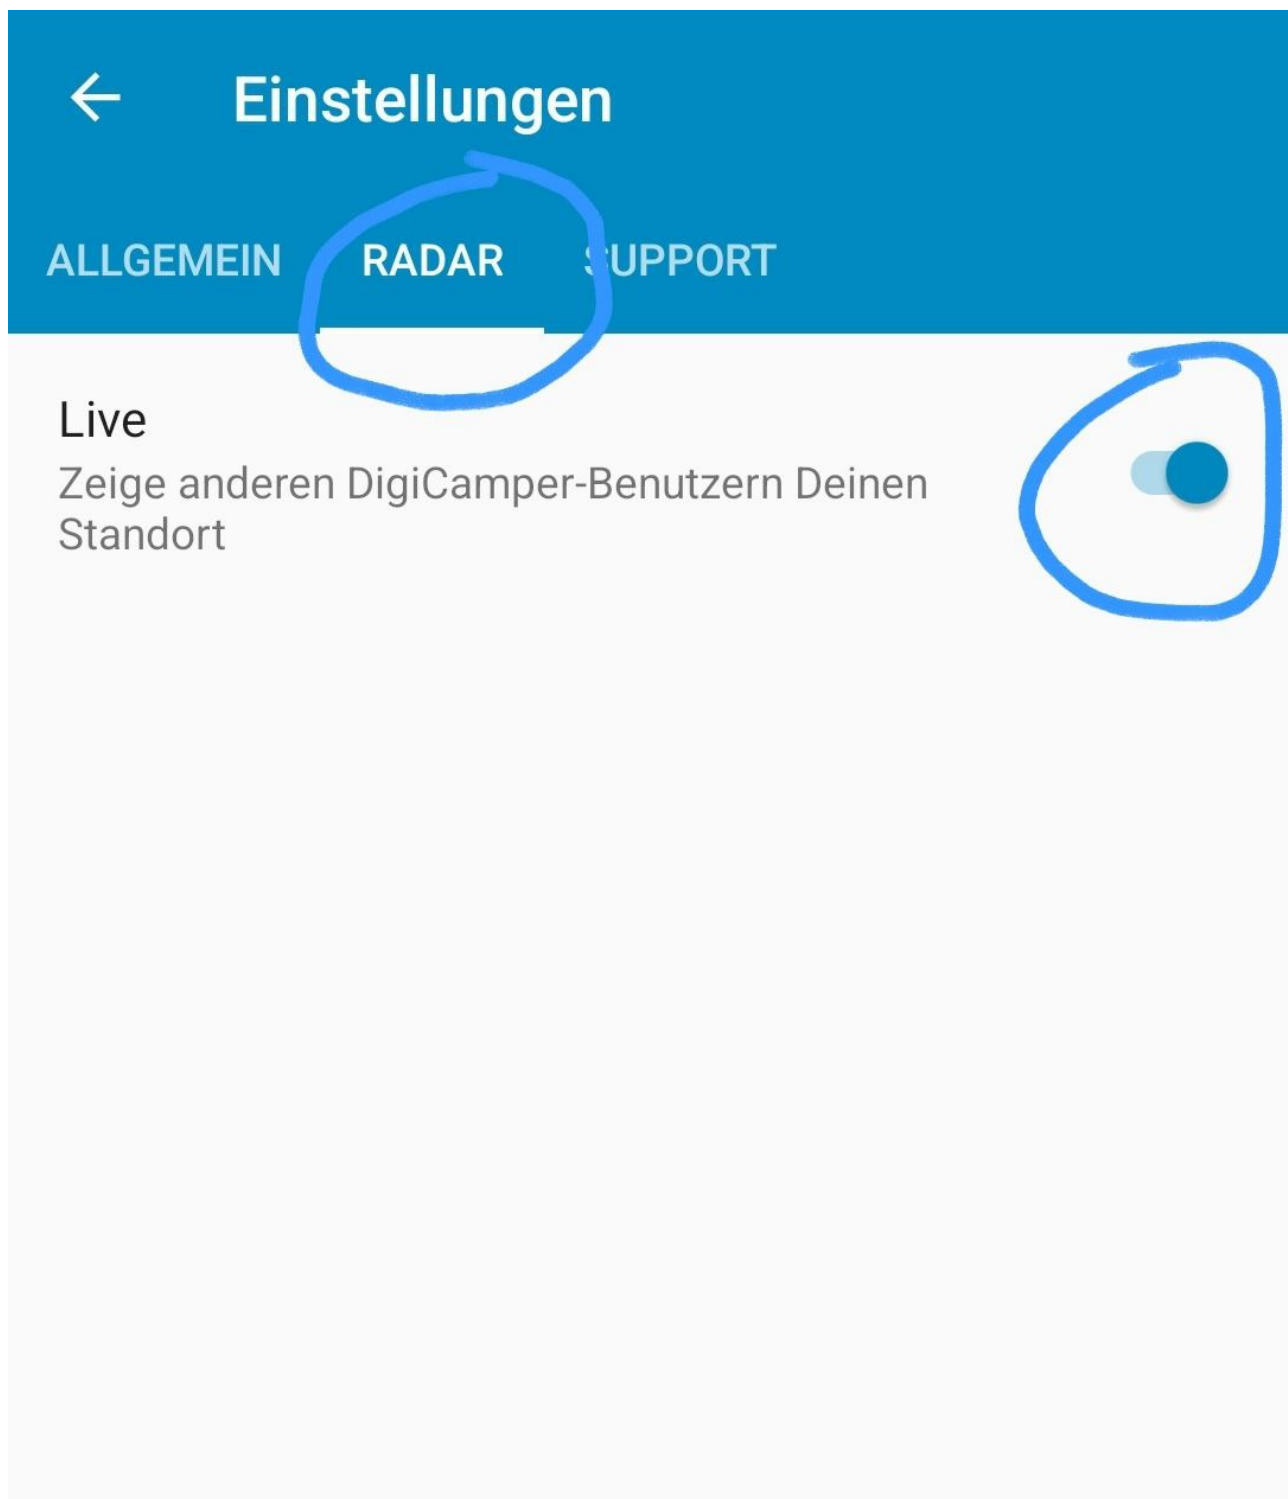 Einstellungen
ALLGEMEIN RADAR SUPPORT
Live
Zeige anderen DigiCamper-Benutzern Deinen
Standort